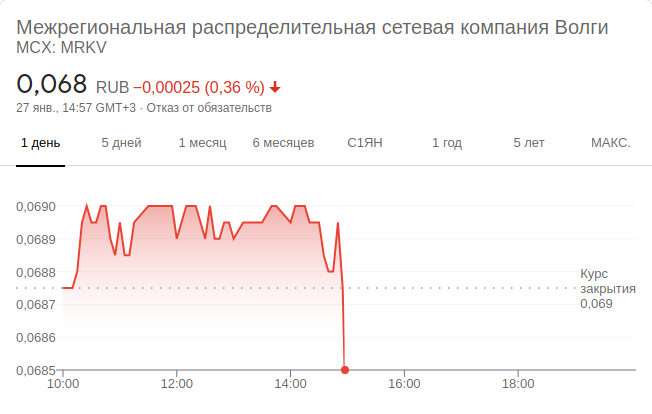 Межрегиональная распределительная сетевая компания Волги
MCX: MRKV
0,068 RUB −0,00025 (0,36 %)
27 янв., 14:57 GMT+3 · Отказ от обязательств
1 день 5 дней 1 месяц 6 месяцев С1ЯН 1 год 5 лет МАКС.
0,0690
0,0689
0,0688
0,0687
0,0686
0,0685
Курс
закрытия
0,069
10:00 12:00 14:00 16:00 18:00